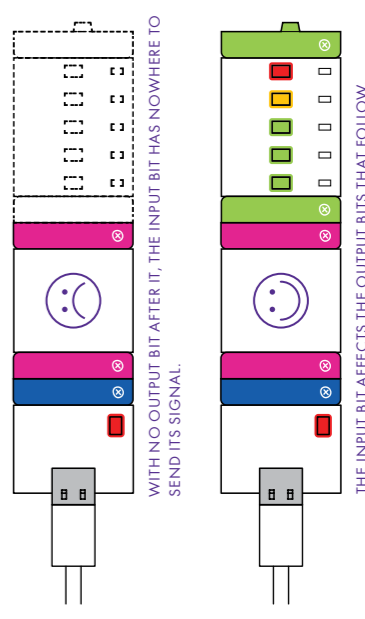 WITH NO OUTPUT BIT AFTER IT, THE INPUT BIT HAS NOWHERE TO
SEND ITS SIGNAL.
THE INPUT BIT AFFECTS THE OUTPUT BITS THAT FOLLOW